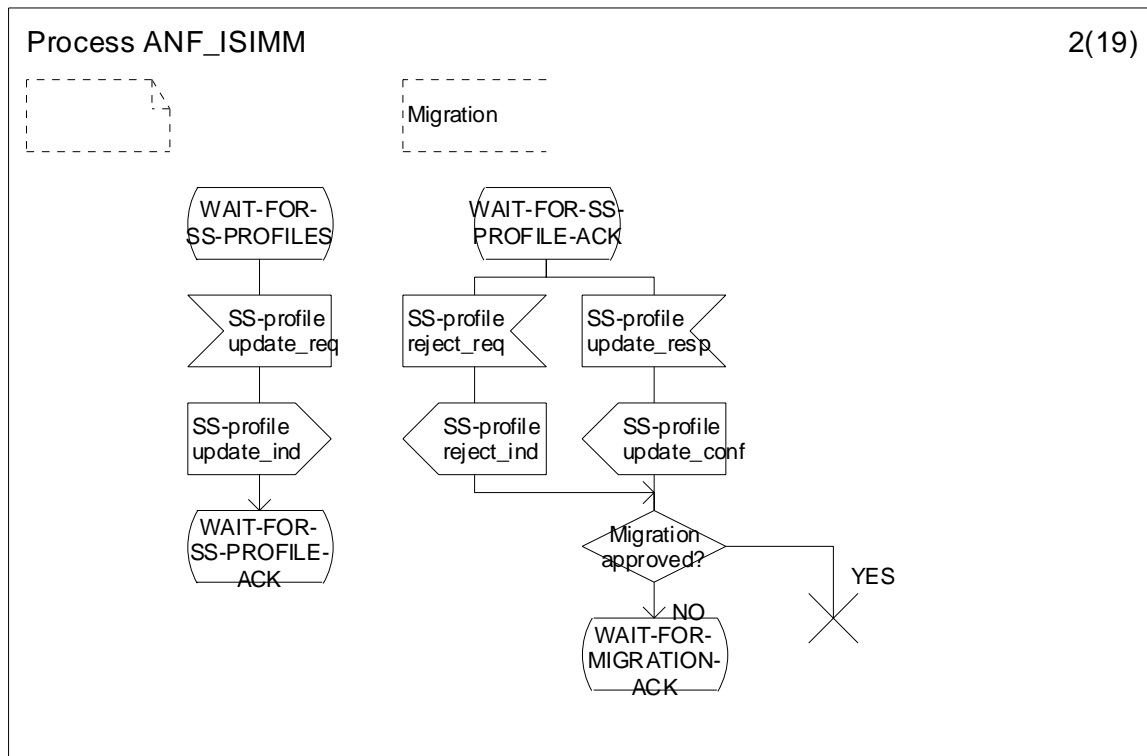 Process ANF_ISIMM
2(19)
Migration
WAIT-FOR-
SS-PROFILES
WAIT-FOR-SS-
PROFILE-ACK
SS-profile
update_req
SS-profile
reject_req
SS-profile
update_resp
SS-profile
update_ind
SS-profile
reject_ind
SS-profile
update_conf
WAIT-FOR-
SS-PROFILE-
ACK
Migration
approved?
YES
NO
WAIT-FOR-
MIGRATION-
ACK